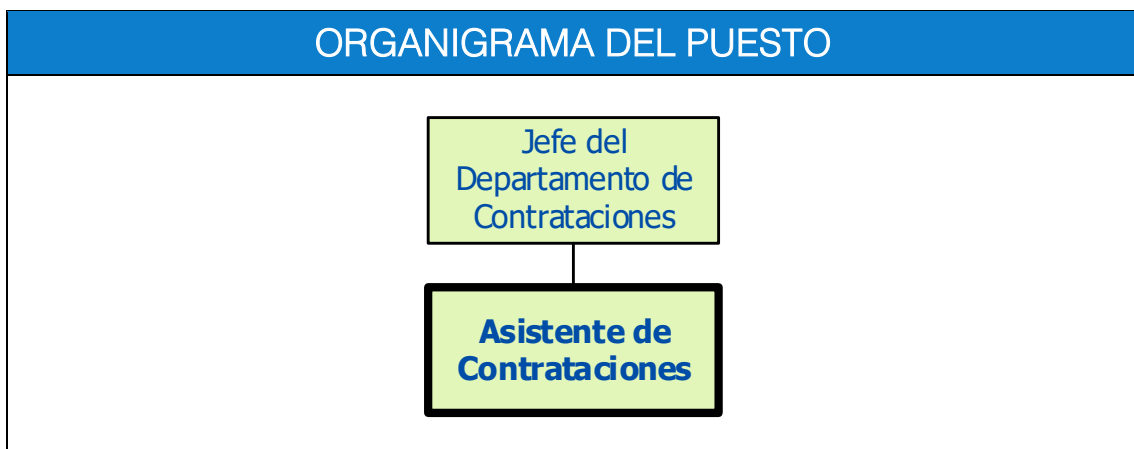 ORGANIGRAMA DEL PUESTO
Jefe del
Departamento de
Contrataciones
Asistente de
Contrataciones